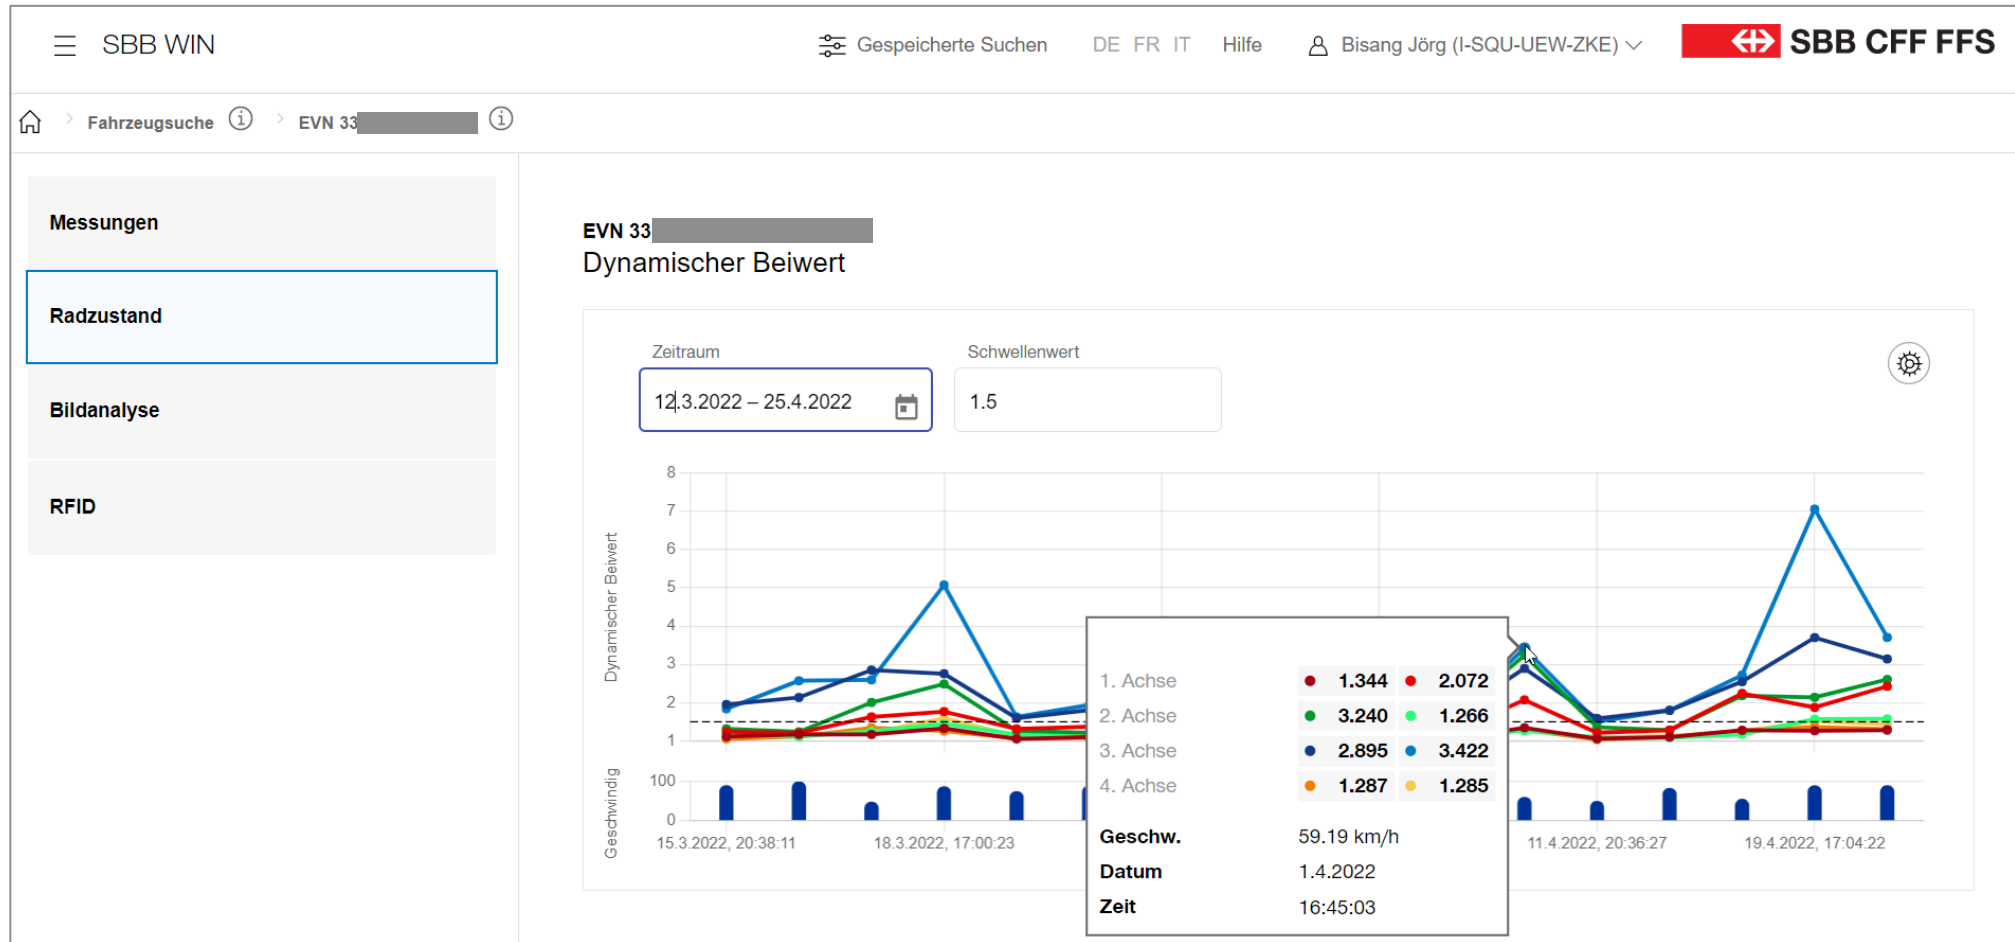 SBB WIN
Gespeicherte Suchen DE FR IT Hilfe Bisang Jörg (I-SQU-UEW-ZKE) SBB CFF FFS
Fahrzeugsuche EVN 33
Messungen
Radzustand
Bildanalyse
RFID
EVN 33
Dynamischer Beiwert
Zeitraum Schwellenwert
12.3.2022 – 25.4.2022 1.5
Dynamischer Beiwert
8
7
6
5
4
3
2
1
Geschwindig
100
0
15.3.2022, 20:38:11 18.3.2022, 17:00:23 11.4.2022, 20:36:27 19.4.2022, 17:04:22
1. Achse 1.344 2.072
2. Achse 3.240 1.266
3. Achse 2.895 3.422
4. Achse 1.287 1.285
Geschw. 59.19 km/h
Datum 1.4.2022
Zeit 16:45:03